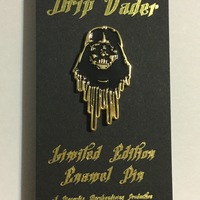 Drip Vader
Limited Edition
Enamel Pin